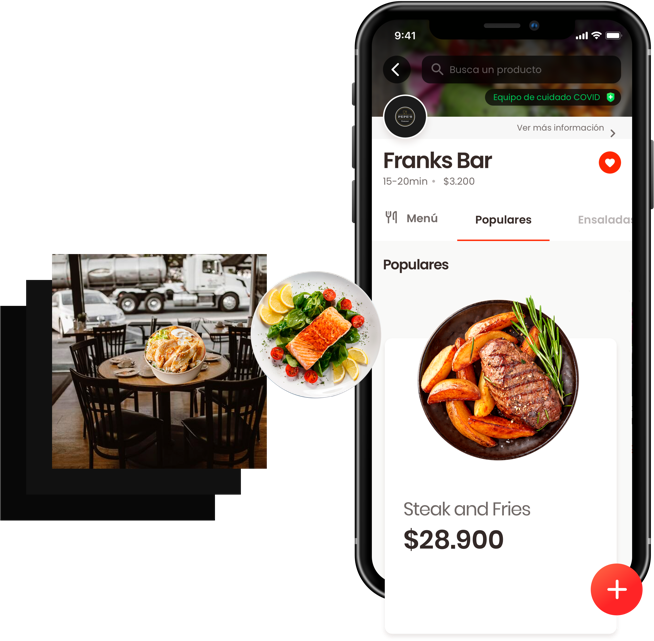 9:41
Busca un producto
Equipo de cuidado COVID
Ver más información
Franks Bar
15-20min • $3.200
Menú
Populares
Ensaladas
Populares
Steak and Fries
$28.900